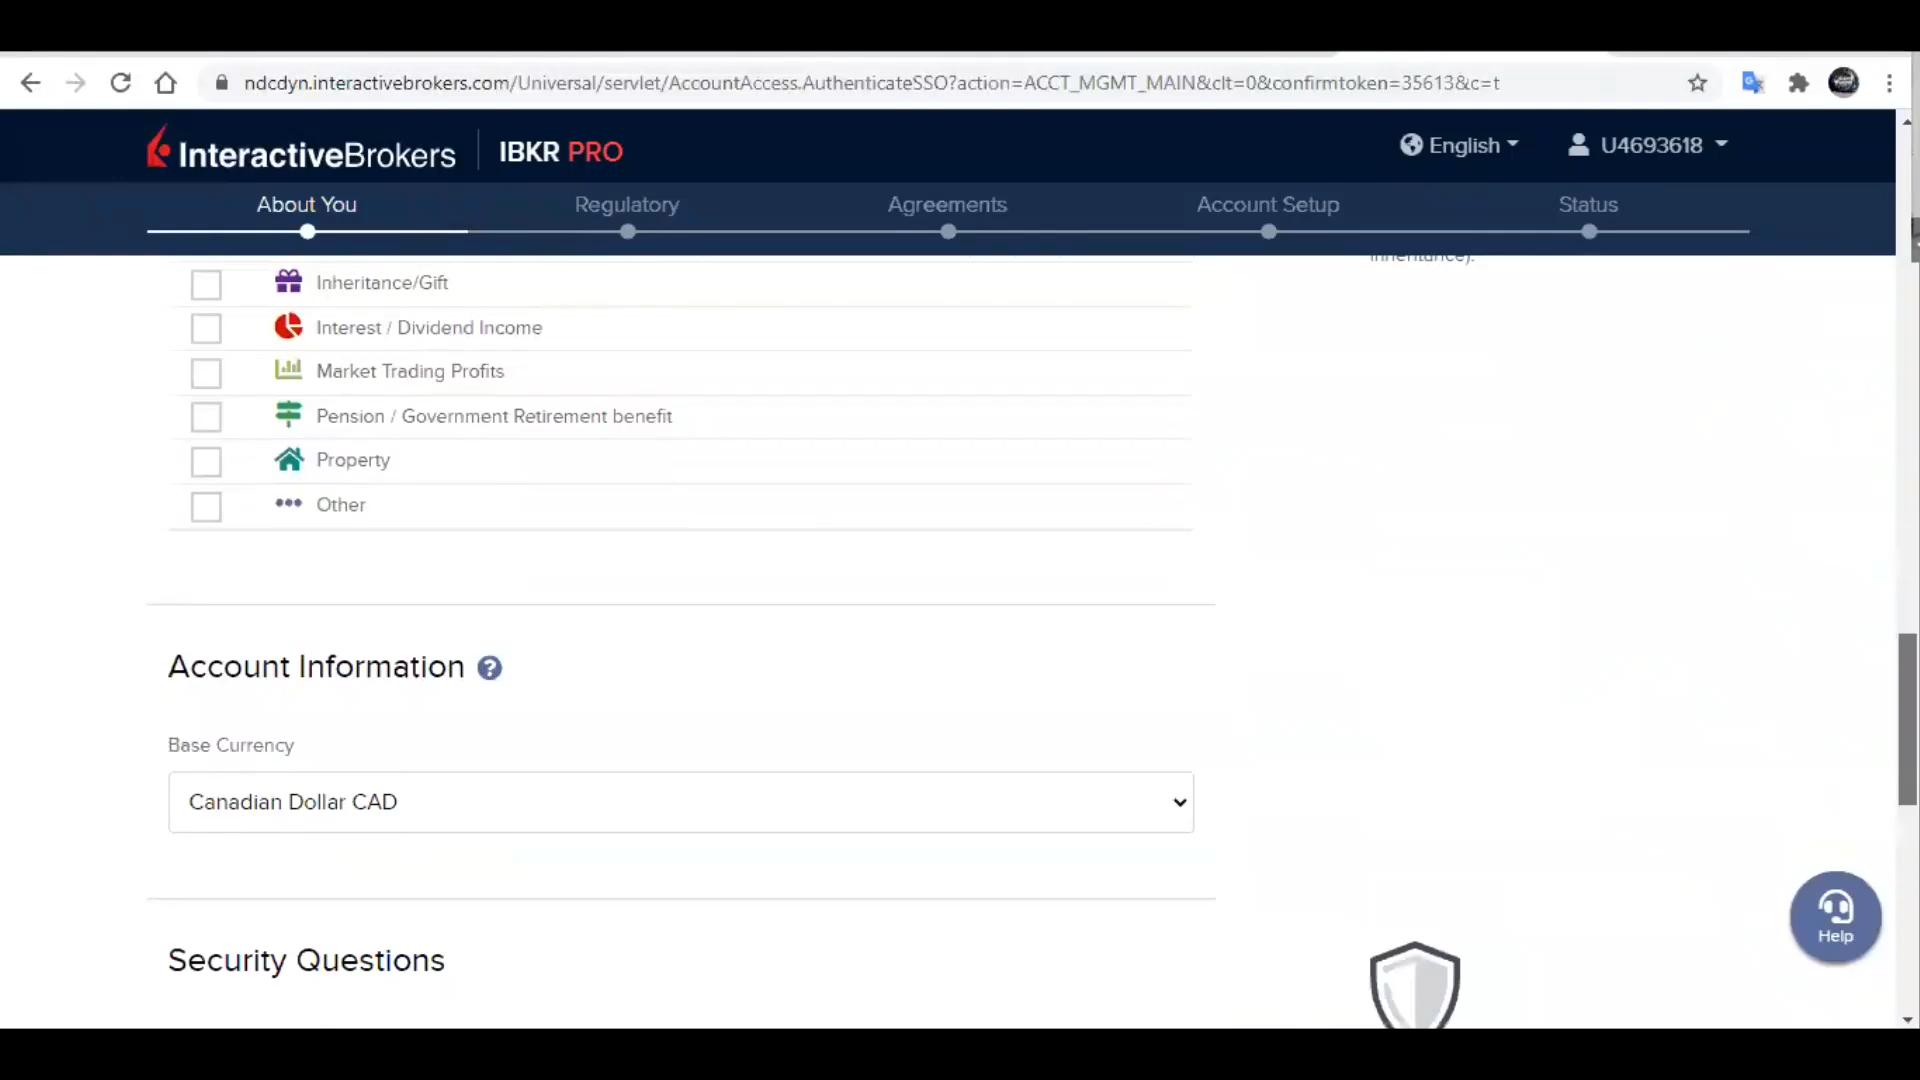 ndcdyn.interactivebrokers.com/Universal/servlet/AccountAccess.AuthenticateSSO?action=ACCT_MGMT_MAIN&clt=0&confirmtoken=35613&c=t
InteractiveBrokers IBKR PRO English U4693618
About You Regulatory Agreements Account Setup Status
inheritance).
Inheritance/Gift
Interest / Dividend Income
Market Trading Profits
Pension / Government Retirement benefit
Property
Other
Account Information ?
Base Currency
Canadian Dollar CAD
Help
Security Questions